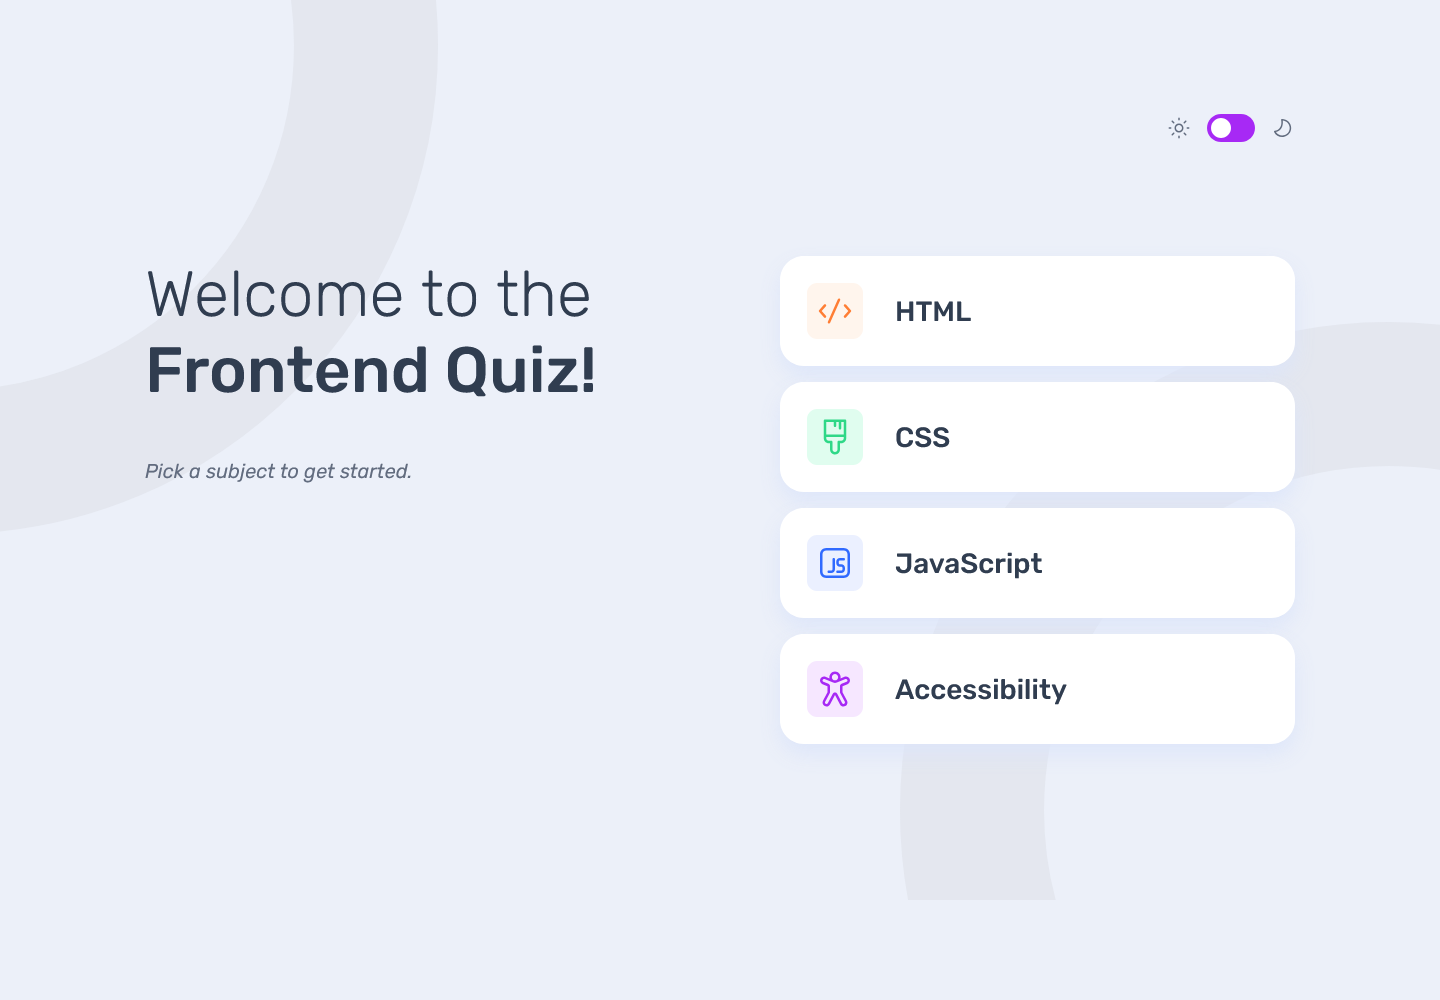 Welcome to the
Frontend Quiz!
Pick a subject to get started.
HTML
CSS
JS
JavaScript
Accessibility